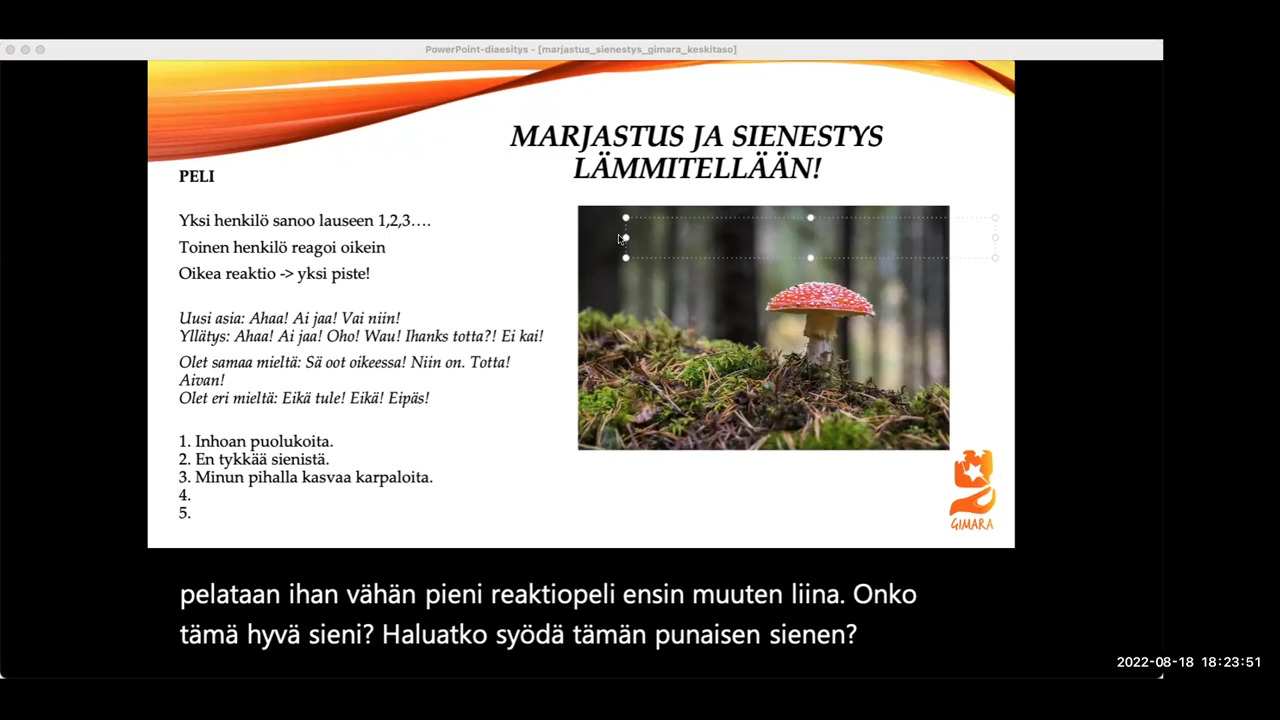 PowerPoint-diaesitys - [marjastus_sienestys_gimara_keskitaso]
MARJASTUS JA SIENESTYS
LÄMMITELLÄÄN!
PELI
Yksi henkilö sanoo lauseen 1,2,3….
Toinen henkilö reagoi oikein
Oikea reaktio -> yksi piste!
Uusi asia: Ahaa! Ai jaa! Vai niin!
Yllätys: Ahaa! Ai jaa! Oho! Wau! Ihanks totta?! Ei kai!
Olet samaa mieltä: Sä oot oikeessa! Niin on. Totta!
Aivan!
Olet eri mieltä: Eikä tule! Eikä! Eipäs!
1. Inhoan puolukoita.
2. En tykkää sienistä.
3. Minun pihalla kasvaa karpaloita.
4.
5.
GIMARA
pelataan ihan vähän pieni reaktiopeli ensin muuten liina. Onko
tämä hyvä sieni? Haluatko syödä tämän punaisen sienen?
2022-08-18 18:23:51